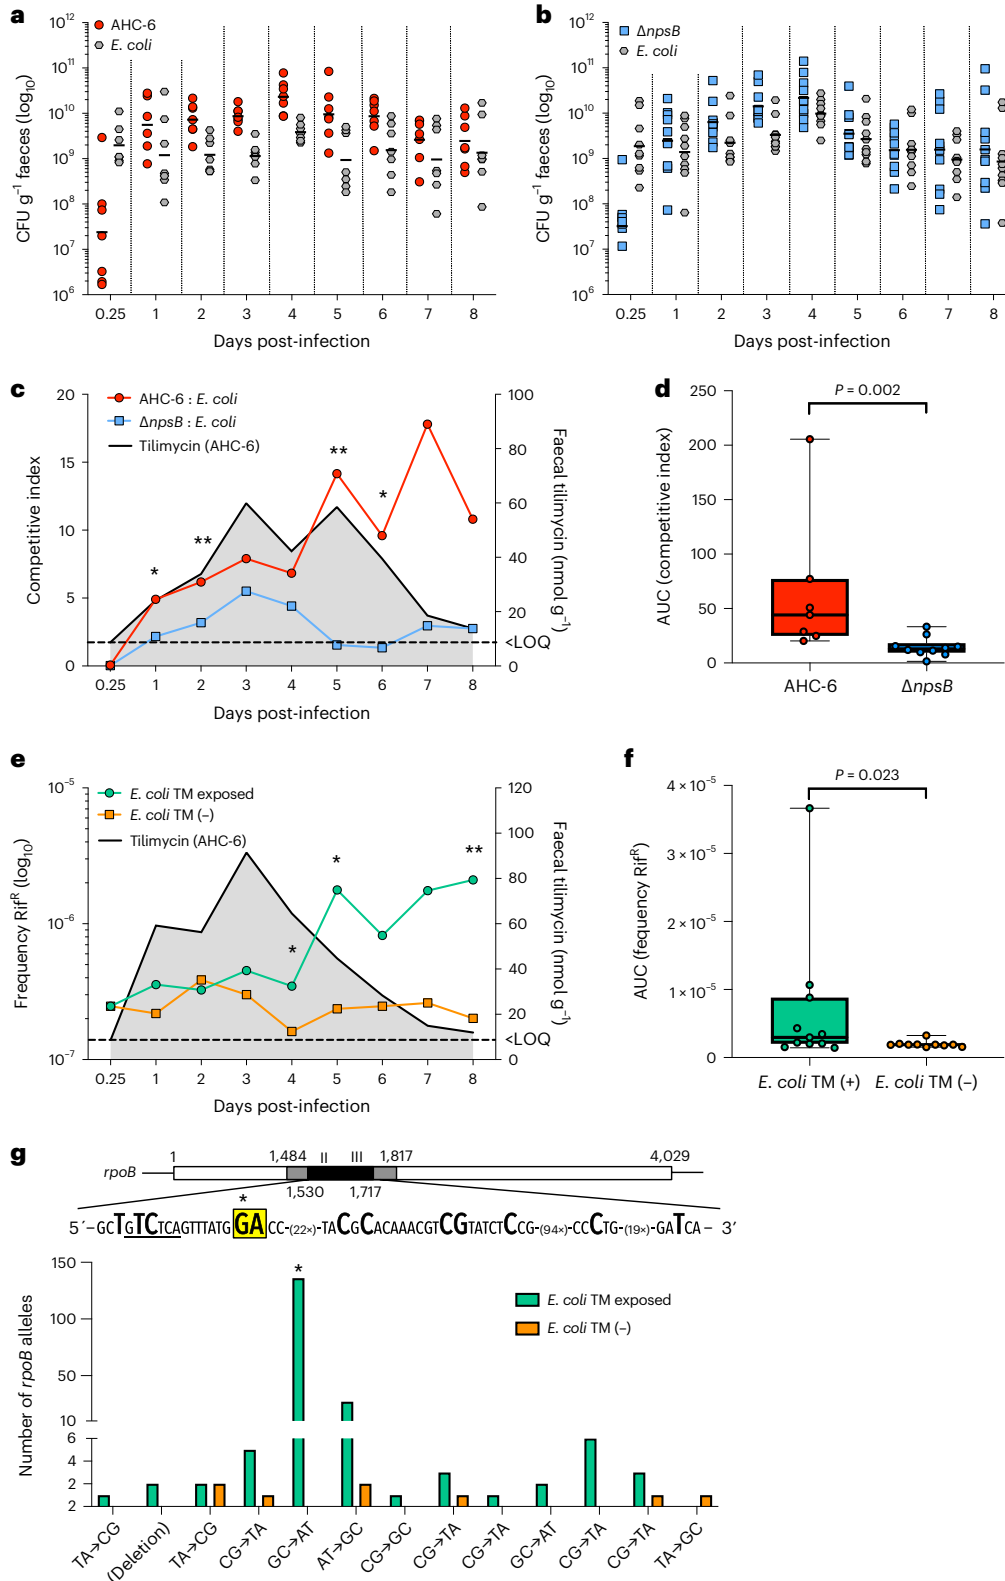 a
AHC-6
E. coli
CFU g⁻¹ faeces (log₁₀)
10¹²
10¹¹
10¹⁰
10⁹
10⁸
10⁷
10⁶
0.25 1 2 3 4 5 6 7 8
Days post-infection
b
ΔnpsB
E. coli
CFU g⁻¹ faeces (log₁₀)
10¹²
10¹¹
10¹⁰
10⁹
10⁸
10⁷
10⁶
0.25 1 2 3 4 5 6 7 8
Days post-infection
c
AHC-6 : E. coli
ΔnpsB : E. coli
Tilimycin (AHC-6)
Competitive index
20
15
10
5
0
* ** ** *
100
80
60
40
20
<LOQ
0
Faecal tilimycin (nmol g⁻¹)
0.25 1 2 3 4 5 6 7 8
Days post-infection
d
P = 0.002
AUC (competitive index)
250
200
150
100
50
0
AHC-6 ΔnpsB
e
E. coli TM exposed
E. coli TM (–)
Tilimycin (AHC-6)
Frequency Rifᴿ (log₁₀)
10⁻⁵
10⁻⁶
10⁻⁷
* * **
120
100
80
60
40
20
<LOQ
0
Faecal tilimycin (nmol g⁻¹)
0.25 1 2 3 4 5 6 7 8
Days post-infection
f
P = 0.023
AUC (fequency Rifᴿ)
4 × 10⁻⁵
3 × 10⁻⁵
2 × 10⁻⁵
1 × 10⁻⁵
0
E. coli TM (+) E. coli TM (–)
g
1 1,484 II III 1,817 4,029
rpoB
1,530 1,717
*
5′–GCTGTCTCAGTTTATGGACC-(22×)-TACGCACAAACGTCGTATCTCCG-(94×)-CCCTG-(19×)-GATCA– 3′
Number of rpoB alleles
150
100
50
10
6
4
2
2
*
E. coli TM exposed
E. coli TM (–)
TA→CG
(Deletion)
TA→CG
CG→TA
GC→AT
AT→GC
CG→GC
CG→TA
CG→TA
GC→AT
CG→TA
CG→TA
TA→GC